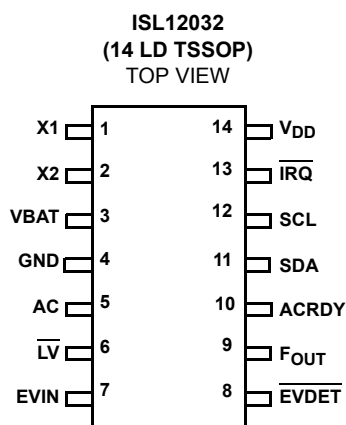 ISL12032
(14 LD TSSOP)
TOP VIEW
X1 1 14 VDD
X2 2 13 IRQ
VBAT 3 12 SCL
GND 4 11 SDA
AC 5 10 ACRDY
LV 6 9 FOUT
EVIN 7 8 EVDET